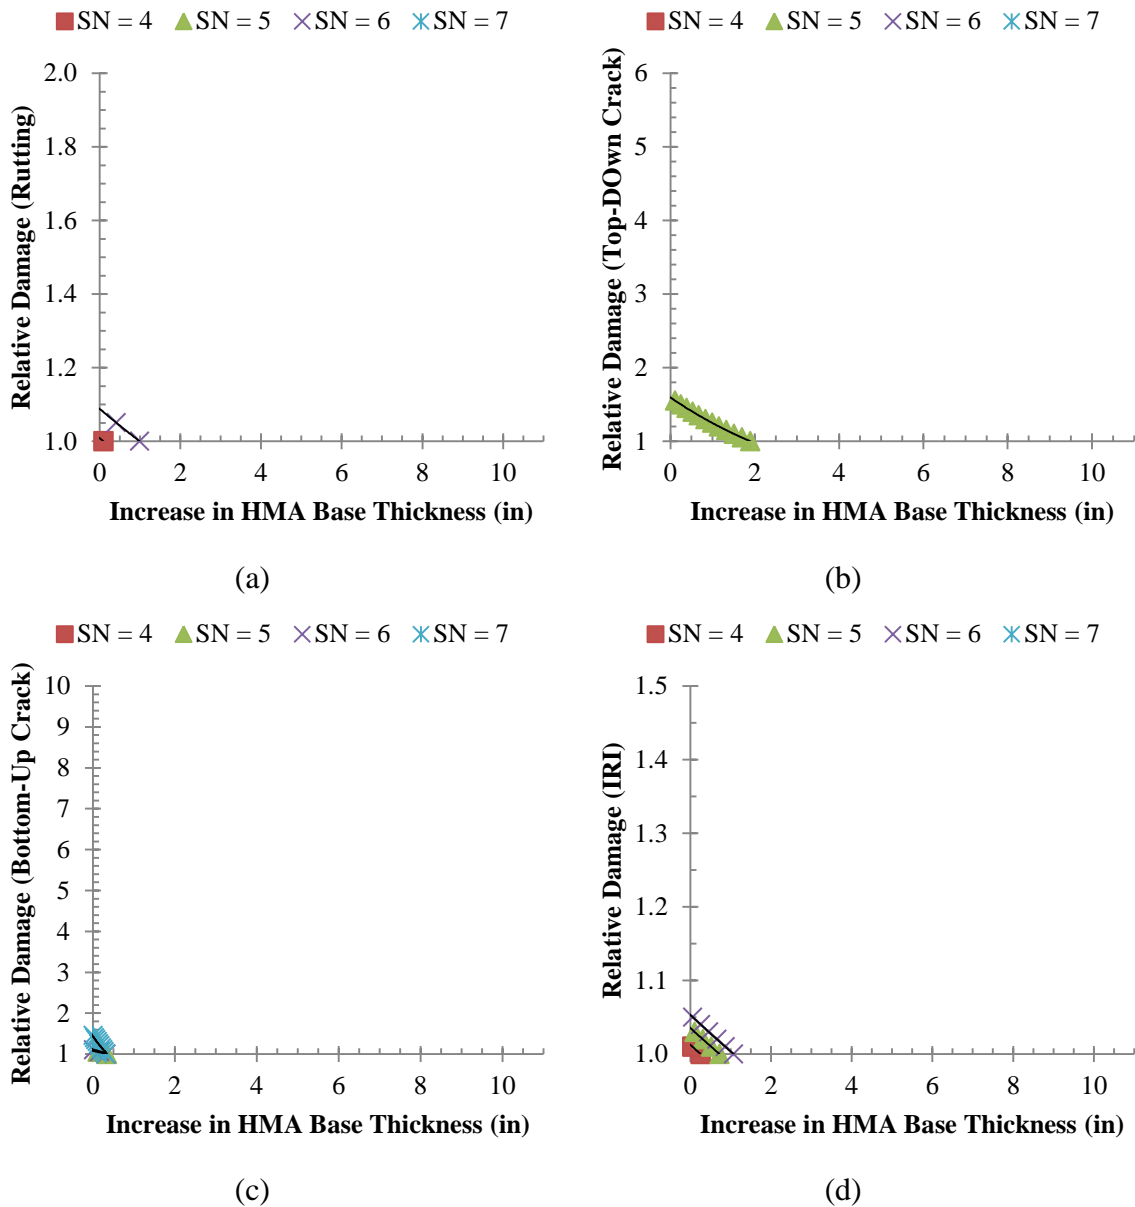 SN = 4 SN = 5 SN = 6 SN = 7
Relative Damage (Rutting)
2.0
1.8
1.6
1.4
1.2
1.0
0 2 4 6 8 10
Increase in HMA Base Thickness (in)
(a)
SN = 4 SN = 5 SN = 6 SN = 7
Relative Damage (Top-DOwn Crack)
6
5
4
3
2
1
0 2 4 6 8 10
Increase in HMA Base Thickness (in)
(b)
SN = 4 SN = 5 SN = 6 SN = 7
Relative Damage (Bottom-Up Crack)
10
9
8
7
6
5
4
3
2
1
0 2 4 6 8 10
Increase in HMA Base Thickness (in)
(c)
SN = 4 SN = 5 SN = 6 SN = 7
Relative Damage (IRI)
1.5
1.4
1.3
1.2
1.1
1.0
0 2 4 6 8 10
Increase in HMA Base Thickness (in)
(d)